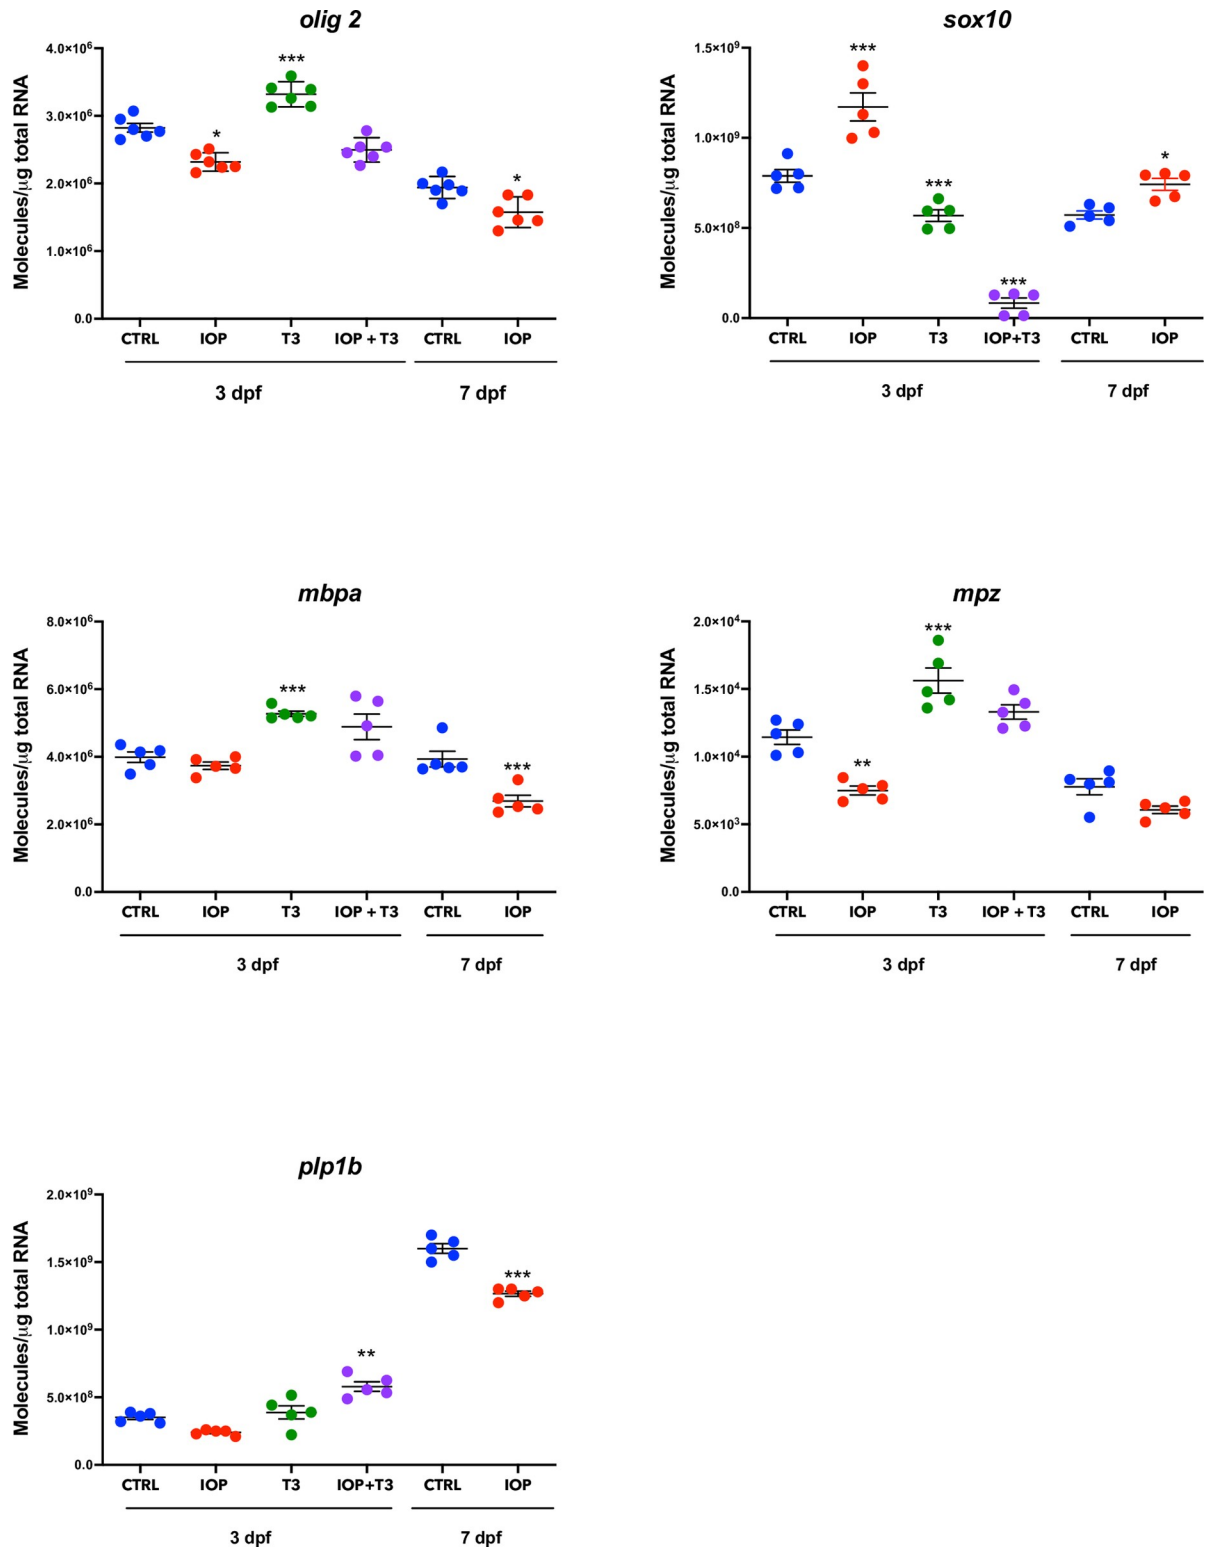 olig 2
Molecules/μg total RNA
4.0×10⁶
3.0×10⁶
2.0×10⁶
1.0×10⁶
0.0
***
*
*
CTRL IOP T3 IOP + T3 CTRL IOP
3 dpf 7 dpf
sox10
Molecules/μg total RNA
1.5×10⁹
1.0×10⁹
5.0×10⁸
0.0
***
***
***
*
CTRL IOP T3 IOP+T3 CTRL IOP
3 dpf 7 dpf
mbpa
Molecules/μg total RNA
8.0×10⁶
6.0×10⁶
4.0×10⁶
2.0×10⁶
0.0
***
***
CTRL IOP T3 IOP + T3 CTRL IOP
3 dpf 7 dpf
mpz
Molecules/μg total RNA
2.0×10⁴
1.5×10⁴
1.0×10⁴
5.0×10³
0.0
***
**
CTRL IOP T3 IOP + T3 CTRL IOP
3 dpf 7 dpf
plp1b
Molecules/μg total RNA
2.0×10⁹
1.5×10⁹
1.0×10⁹
5.0×10⁸
0.0
***
**
CTRL IOP T3 IOP+T3 CTRL IOP
3 dpf 7 dpf